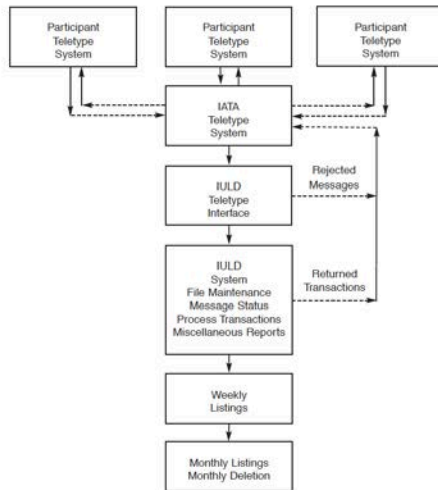 Participant
Teletype
System
Participant
Teletype
System
Participant
Teletype
System
IATA
Teletype
System
Rejected
Messages
IULD
Teletype
Interface
IULD
System
File Maintenance
Message Status
Process Transactions
Miscellaneous Reports
Returned
Transactions
Weekly
Listings
Monthly Listings
Monthly Deletion